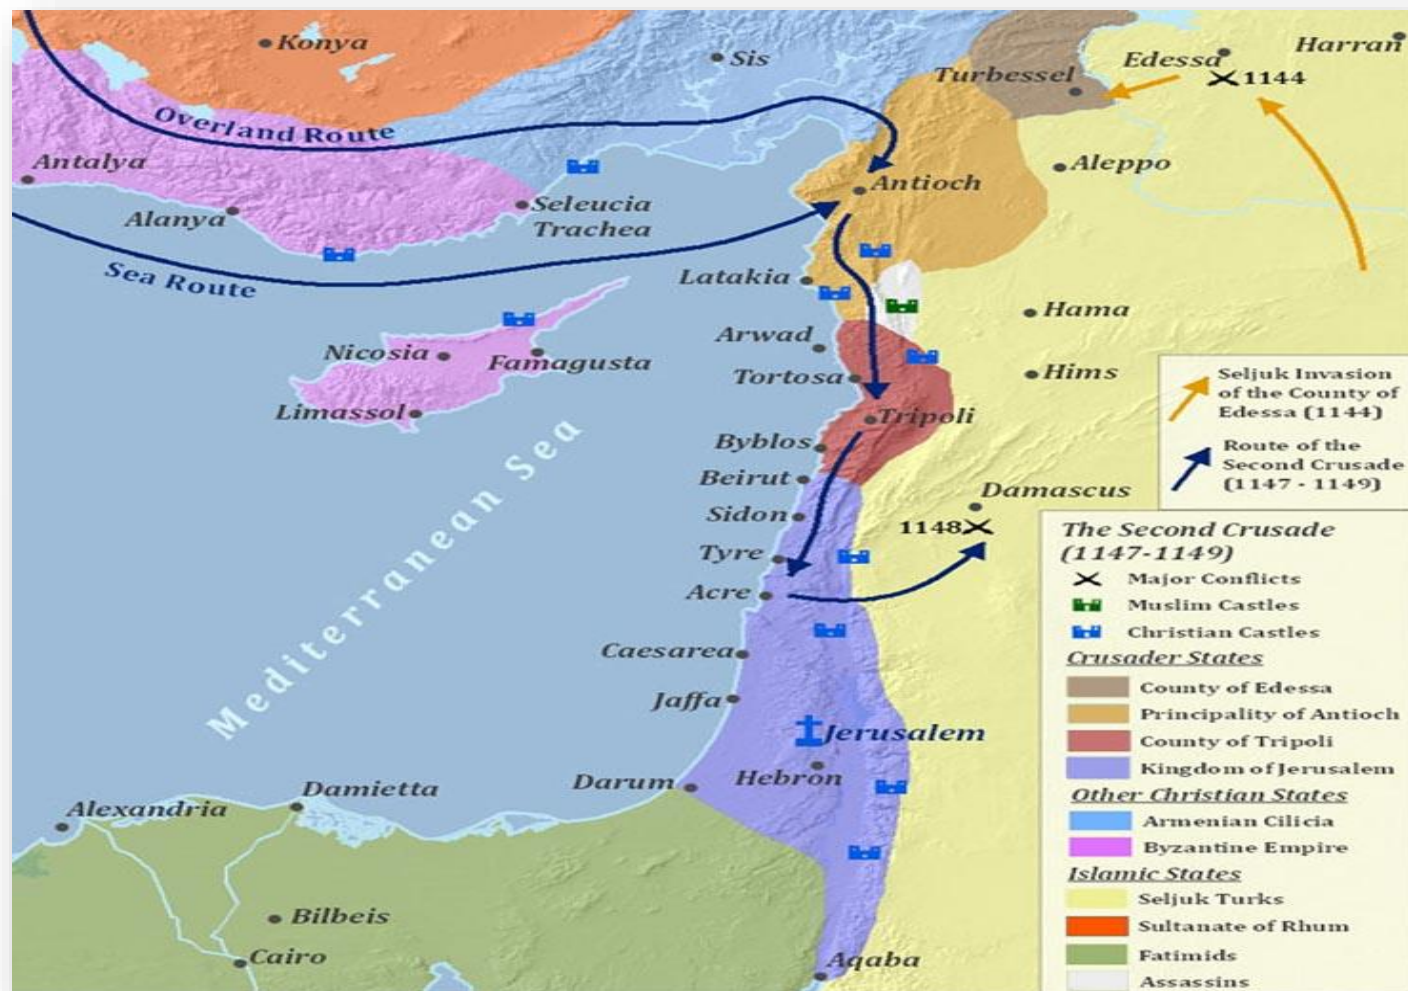 Konya
Sis
Edessa
Harran
Turbessel
1144
Overland Route
Antalya
Aleppo
Antioch
Alanya
Seleucia
Trachea
Sea Route
Latakia
Hama
Arwad
Nicosia
Famagusta
Tortosa
Hims
Limassol
Tripoli
Byblos
Mediterranean Sea
Beirut
Damascus
Sidon
1148
Tyre
Acre
Caesarea
Jaffa
Jerusalem
Hebron
Darum
Damietta
Alexandria
Bilbeis
Cairo
Aqaba
Seljuk Invasion
of the County of
Edessa (1144)
Route of the
Second Crusade
(1147 - 1149)
The Second Crusade
(1147-1149)
Major Conflicts
Muslim Castles
Christian Castles
Crusader States
County of Edessa
Principality of Antioch
County of Tripoli
Kingdom of Jerusalem
Other Christian States
Armenian Cilicia
Byzantine Empire
Islamic States
Seljuk Turks
Sultanate of Rhum
Fatimids
Assassins